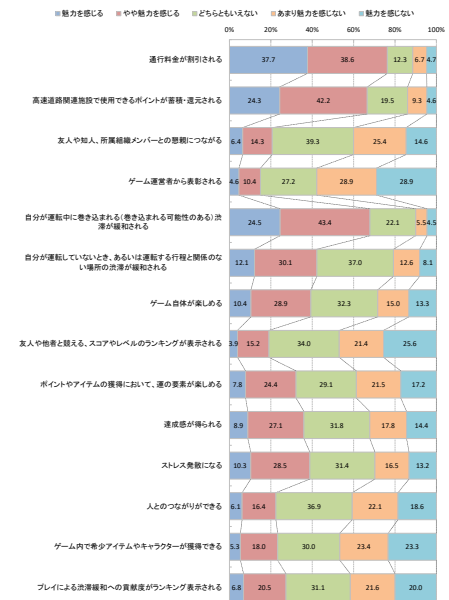 魅力を感じる やや魅力を感じる どちらともいえない あまり魅力を感じない 魅力を感じない
0% 20% 40% 60% 80% 100%
通行料金が割引される 37.7 38.6 12.3 6.7 4.7
高速道路関連施設で使用できるポイントが蓄積・還元される 24.3 42.2 19.5 9.3 4.6
友人や知人、所属組織メンバーとの懇親につながる 6.4 14.3 39.3 25.4 14.6
ゲーム運営者から表彰される 4.6 10.4 27.2 28.9 28.9
自分が運転中に巻き込まれる(巻き込まれる可能性のある)渋
滞が緩和される 24.5 43.4 22.1 5.5 4.5
自分が運転していないとき、あるいは運転する行程と関係のな
い場所の渋滞が緩和される 12.1 30.1 37.0 12.6 8.1
ゲーム自体が楽しめる 10.4 28.9 32.3 15.0 13.3
友人や他者と競える、スコアやレベルのランキングが表示される 3.9 15.2 34.0 21.4 25.6
ポイントやアイテムの獲得において、運の要素が楽しめる 7.8 24.4 29.1 21.5 17.2
達成感が得られる 8.9 27.1 31.8 17.8 14.4
ストレス発散になる 10.3 28.5 31.4 16.5 13.2
人とのつながりができる 6.1 16.4 36.9 22.1 18.6
ゲーム内で希少アイテムやキャラクターが獲得できる 5.3 18.0 30.0 23.4 23.3
プレイによる渋滞緩和への貢献度がランキング表示される 6.8 20.5 31.1 21.6 20.0